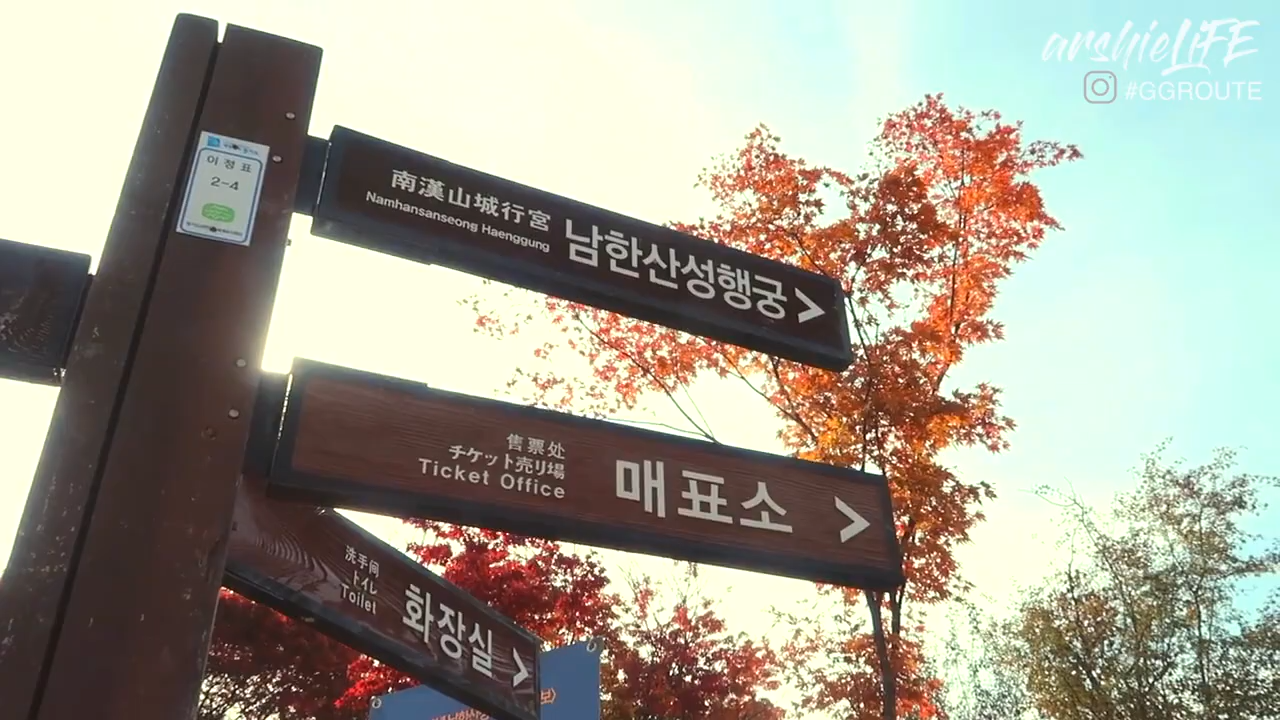 arshieLIFE
#GGROUTE
이정표
2-4
南漢山城行宮
Namhansanseong Haenggung
남한산성행궁 >
售票处
チケット売り場
Ticket Office
매표소 >
洗手间
トイレ
Toilet
화장실 >